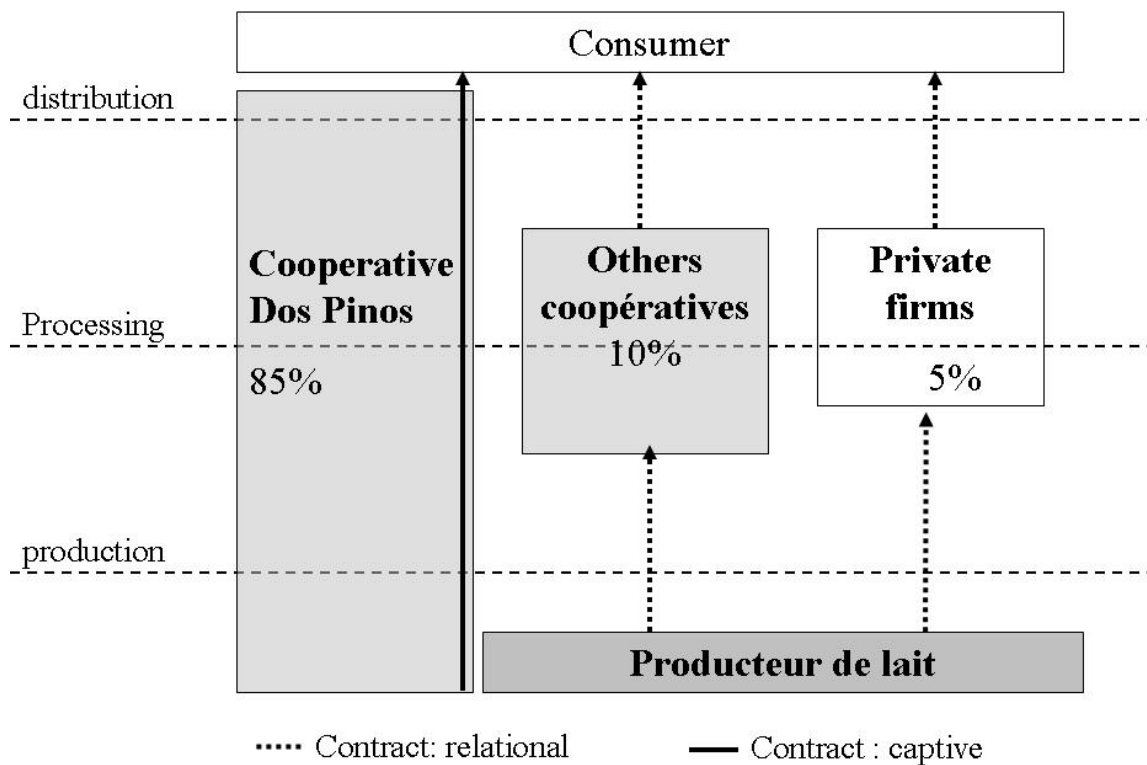 Consumer
distribution
Cooperative
Dos Pinos
85%
Others
coopératives
10%
Private
firms
5%
Processing
production
Producteur de lait
Contract: relational
Contract : captive